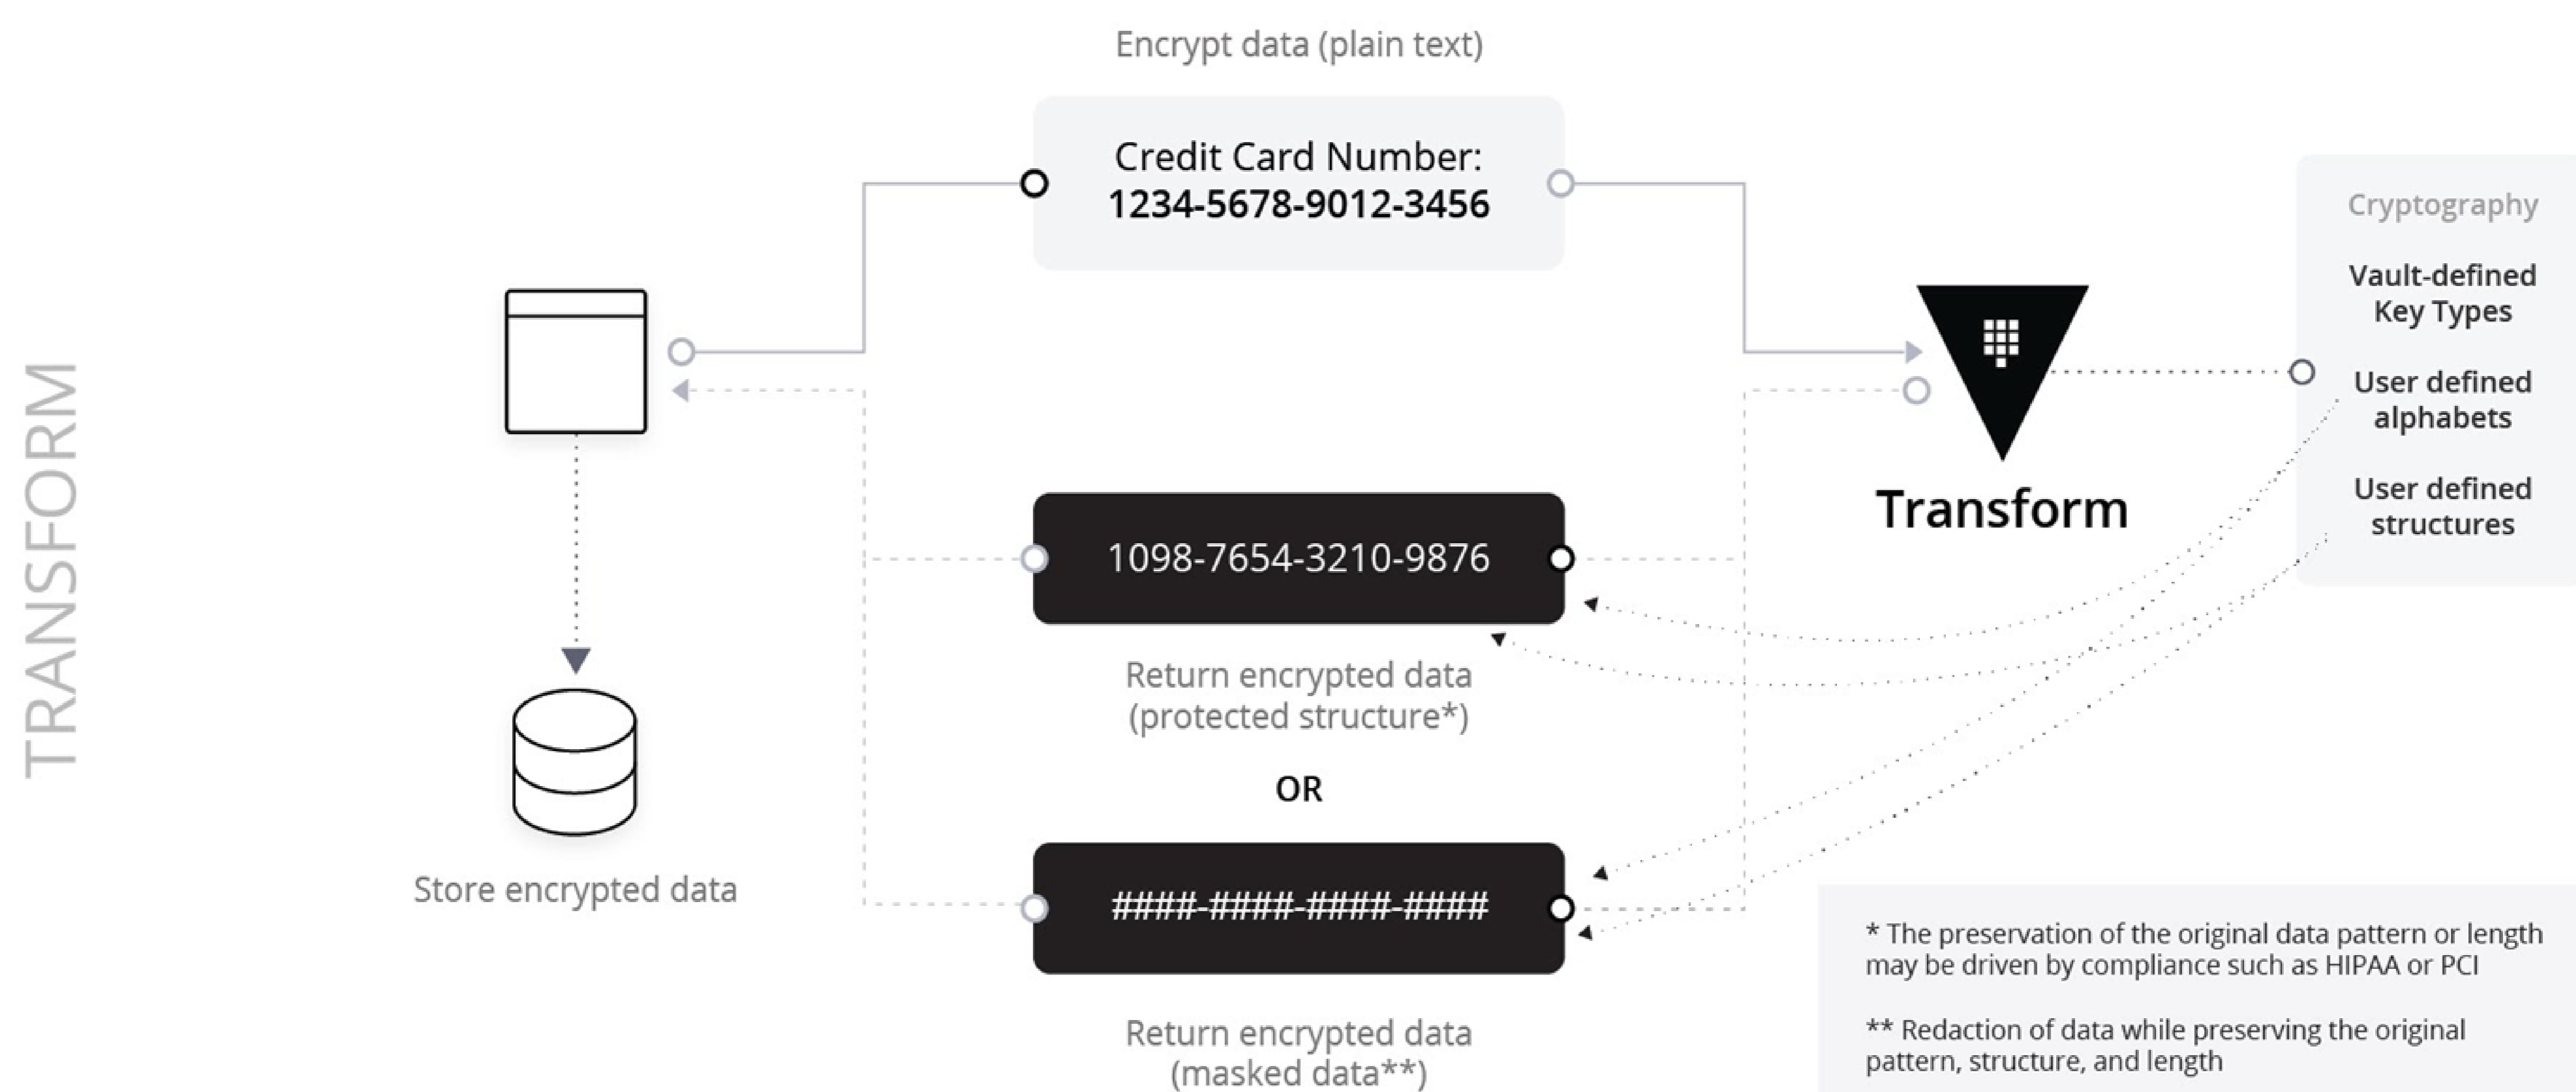 TRANSFORM
Encrypt data (plain text)
Credit Card Number:
1234-5678-9012-3456
Cryptography
Vault-defined
Key Types
User defined
alphabets
User defined
structures
Transform
1098-7654-3210-9876
Return encrypted data
(protected structure*)
OR
####-####-####-####
Return encrypted data
(masked data**)
Store encrypted data
* The preservation of the original data pattern or length
may be driven by compliance such as HIPAA or PCI
** Redaction of data while preserving the original
pattern, structure, and length